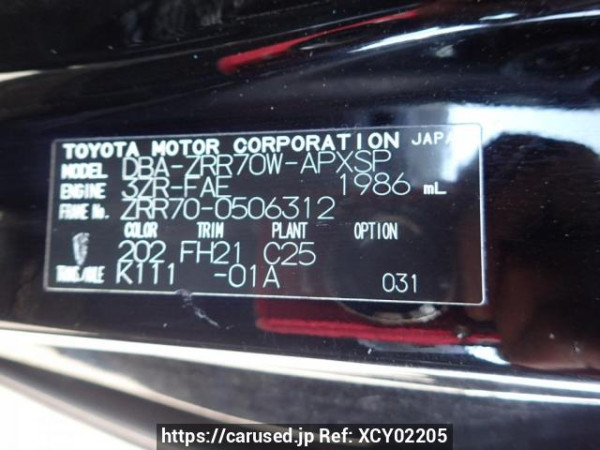 TOYOTA MOTOR CORPORATION JAPAN
MODEL DBA-ZRR70W-APXSP
ENGINE 3ZR-FAE 1986 mL
FRAME No. ZRR70-0506312
COLOR TRIM PLANT OPTION
202 FH21 C25
TRANS/AXLE K111 -01A 031
https://carused.jp Ref: XCY02205